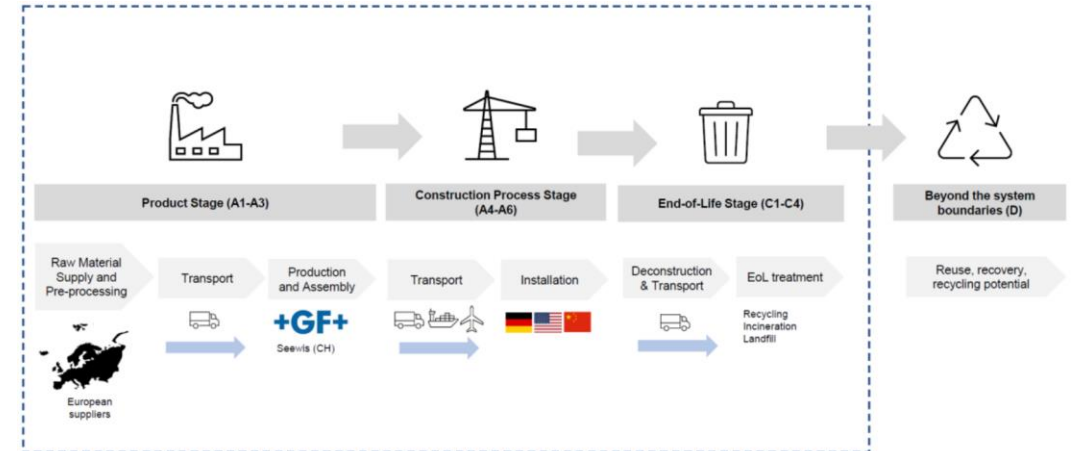 Product Stage (A1-A3)
Construction Process Stage
(A4-A6)
End-of-Life Stage (C1-C4)
Beyond the system
boundaries (D)
Raw Material
Supply and
Pre-processing
Transport
Production
and Assembly
Transport
Installation
Deconstruction
& Transport
EoL treatment
Reuse, recovery,
recycling potential
+GF+
Seewis (CH)
Recycling
Incineration
Landfill
European
suppliers